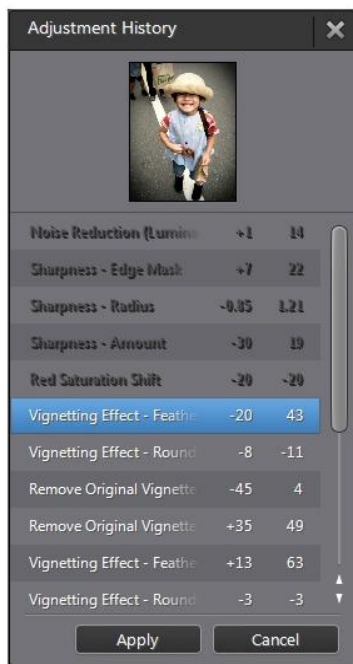 Adjustment History
Noise Reduction (Lumina +1 14
Sharpness - Edge Mask +7 22
Sharpness - Radius -0.85 1.21
Sharpness - Amount -30 19
Red Saturation Shift -20 -20
Vignetting Effect - Feathe -20 43
Vignetting Effect - Round -8 -11
Remove Original Vignette -45 4
Remove Original Vignette +35 49
Vignetting Effect - Feathe +13 63
Vignetting Effect - Round -3 -3
Apply Cancel